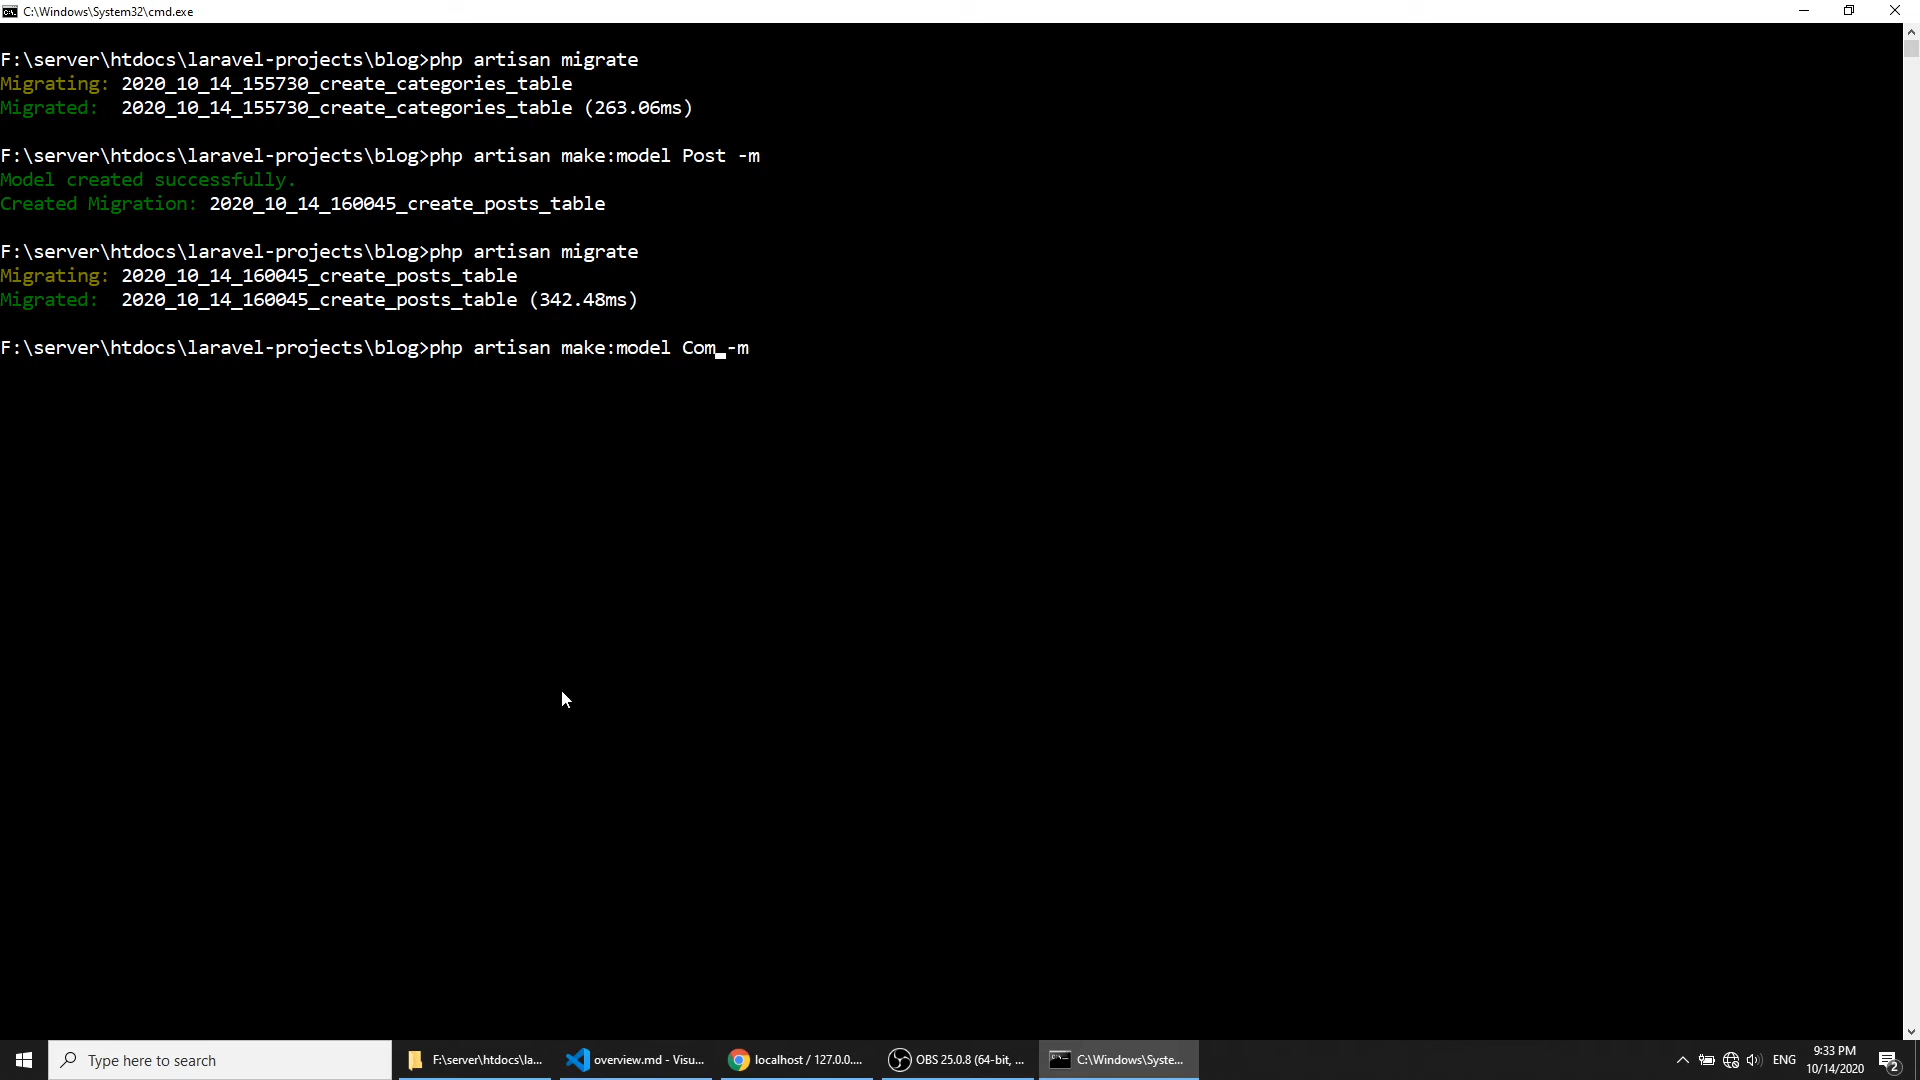 C:\Windows\System32\cmd.exe
F:\server\htdocs\laravel-projects\blog>php artisan migrate
Migrating: 2020_10_14_155730_create_categories_table
Migrated:  2020_10_14_155730_create_categories_table (263.06ms)
F:\server\htdocs\laravel-projects\blog>php artisan make:model Post -m
Model created successfully.
Created Migration: 2020_10_14_160045_create_posts_table
F:\server\htdocs\laravel-projects\blog>php artisan migrate
Migrating: 2020_10_14_160045_create_posts_table
Migrated:  2020_10_14_160045_create_posts_table (342.48ms)
F:\server\htdocs\laravel-projects\blog>php artisan make:model Com -m
Type here to search
F:\server\htdocs\la...
overview.md - Visu...
localhost / 127.0.0....
OBS 25.0.8 (64-bit, ...
C:\Windows\Syste...
ENG
9:33 PM
10/14/2020
2